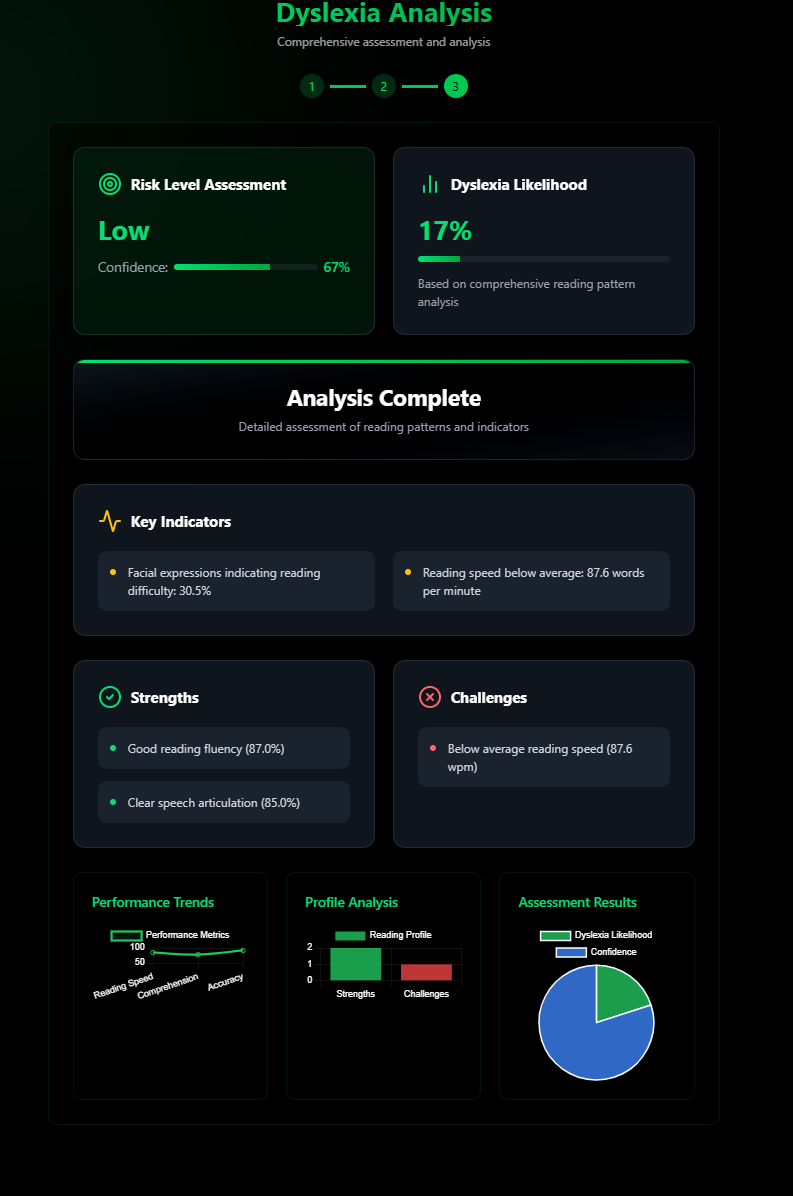 Dyslexia Analysis
Comprehensive assessment and analysis
1 2 3
Risk Level Assessment
Low
Confidence: 67%
Dyslexia Likelihood
17%
Based on comprehensive reading pattern
analysis
Analysis Complete
Detailed assessment of reading patterns and indicators
Key Indicators
Facial expressions indicating reading
difficulty: 30.5%
Reading speed below average: 87.6 words
per minute
Strengths
Good reading fluency (87.0%)
Clear speech articulation (85.0%)
Challenges
Below average reading speed (87.6
wpm)
Performance Trends
Performance Metrics
100
50
Reading Speed
Comprehension
Accuracy
Profile Analysis
Reading Profile
2
1
0
Strengths
Challenges
Assessment Results
Dyslexia Likelihood
Confidence